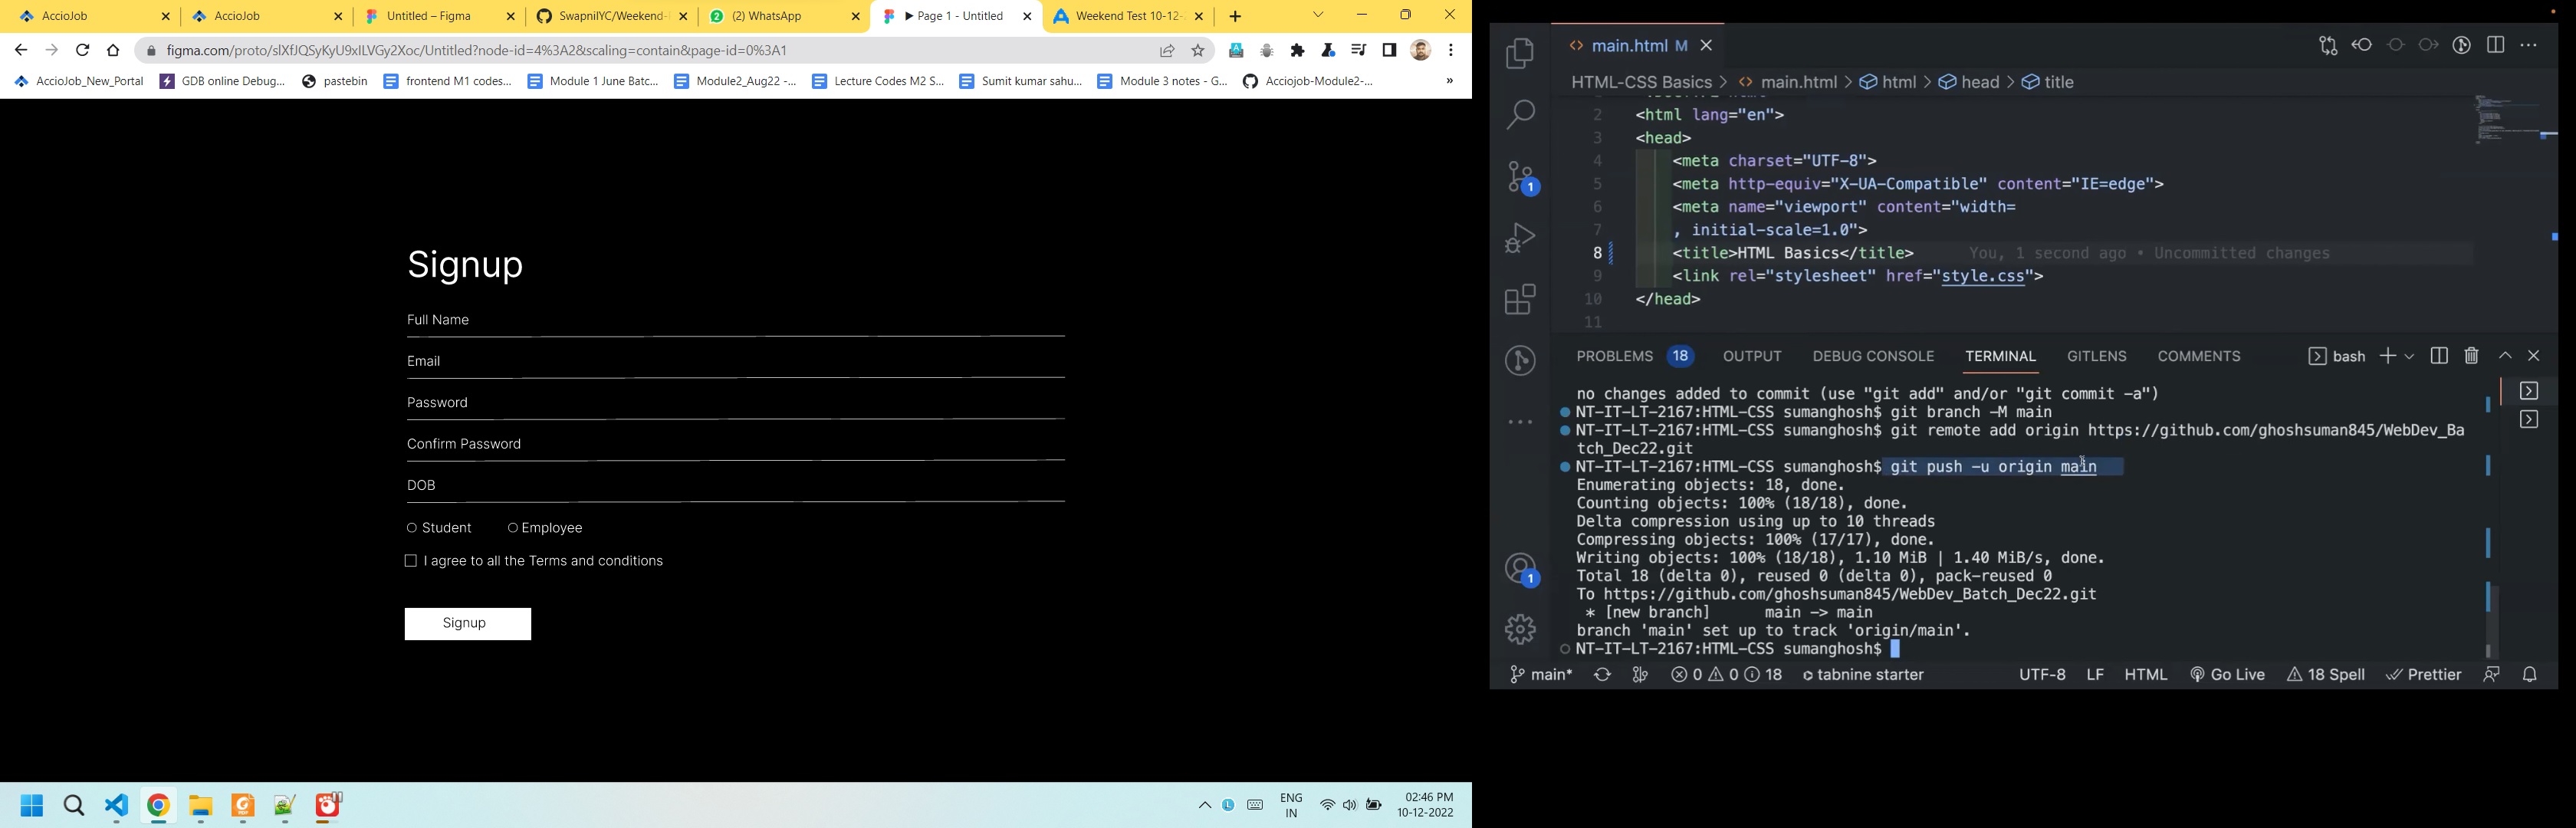 AccioJob
AccioJob
Untitled – Figma
SwapnilYC/Weekend-
(2) WhatsApp
▶ Page 1 - Untitled
Weekend Test 10-12-
figma.com/proto/slXfJQSyKyU9xILVGy2Xoc/Untitled?node-id=4%3A2&scaling=contain&page-id=0%3A1
AccioJob_New_Portal
GDB online Debug...
pastebin
frontend M1 codes...
Module 1 June Batc...
Module2_Aug22 -...
Lecture Codes M2 S...
Sumit kumar sahu...
Module 3 notes - G...
Acciojob-Module2-...
»
Signup
Full Name
Email
Password
Confirm Password
DOB
Student
Employee
I agree to all the Terms and conditions
Signup
ENG
IN
02:46 PM
10-12-2022
main.html M
HTML-CSS Basics > main.html > html > head > title
2 <html lang="en">
3 <head>
4 <meta charset="UTF-8">
5 <meta http-equiv="X-UA-Compatible" content="IE=edge">
6 <meta name="viewport" content="width=
7 , initial-scale=1.0">
8 <title>HTML Basics</title> You, 1 second ago • Uncommitted changes
9 <link rel="stylesheet" href="style.css">
10 </head>
11
1
PROBLEMS 18 OUTPUT DEBUG CONSOLE TERMINAL GITLENS COMMENTS bash
no changes added to commit (use "git add" and/or "git commit -a")
NT-IT-LT-2167:HTML-CSS sumanghosh$ git branch -M main
NT-IT-LT-2167:HTML-CSS sumanghosh$ git remote add origin https://github.com/ghoshsuman845/WebDev_Ba
tch_Dec22.git
NT-IT-LT-2167:HTML-CSS sumanghosh$ git push -u origin main
Enumerating objects: 18, done.
Counting objects: 100% (18/18), done.
Delta compression using up to 10 threads
Compressing objects: 100% (17/17), done.
Writing objects: 100% (18/18), 1.10 MiB | 1.40 MiB/s, done.
Total 18 (delta 0), reused 0 (delta 0), pack-reused 0
To https://github.com/ghoshsuman845/WebDev_Batch_Dec22.git
* [new branch] main -> main
branch 'main' set up to track 'origin/main'.
NT-IT-LT-2167:HTML-CSS sumanghosh$
1
main* 0 0 18 tabnine starter UTF-8 LF HTML Go Live 18 Spell Prettier